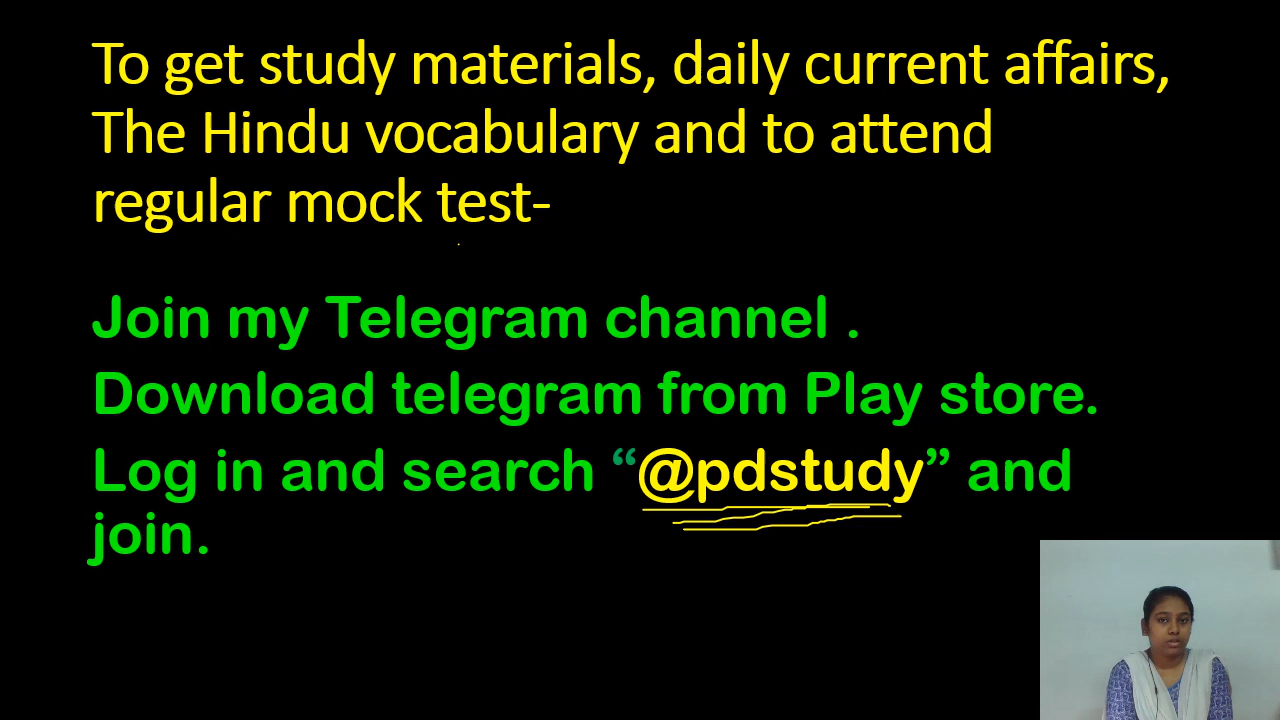 To get study materials, daily current affairs,
The Hindu vocabulary and to attend
regular mock test-
Join my Telegram channel .
Download telegram from Play store.
Log in and search “@pdstudy” and
join.